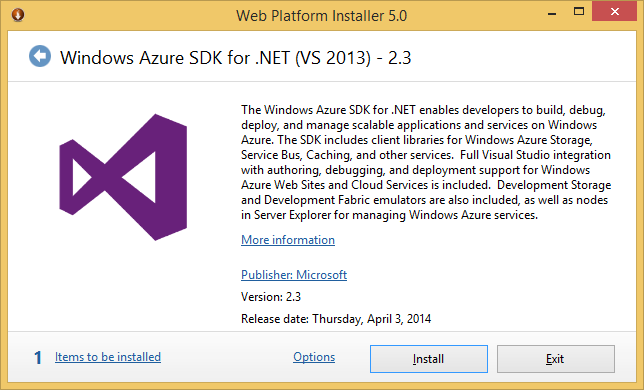 Web Platform Installer 5.0
Windows Azure SDK for .NET (VS 2013) - 2.3
The Windows Azure SDK for .NET enables developers to build, debug,
deploy, and manage scalable applications and services on Windows
Azure. The SDK includes client libraries for Windows Azure Storage,
Service Bus, Caching, and other services.  Full Visual Studio integration
with authoring, debugging, and deployment support for Windows
Azure Web Sites and Cloud Services is included.  Development Storage
and Development Fabric emulators are also included, as well as nodes
in Server Explorer for managing Windows Azure services.
More information
Publisher: Microsoft
Version: 2.3
Release date: Thursday, April 3, 2014
1 Items to be installed Options Install Exit